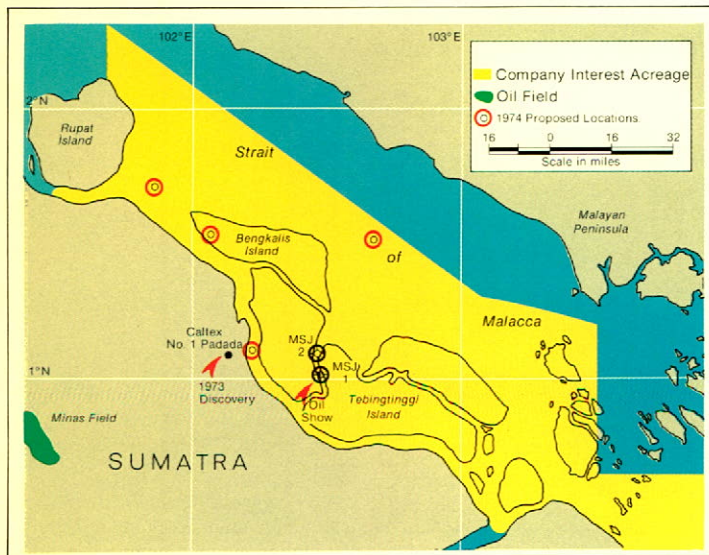 102°E
103°E
Company Interest Acreage
Oil Field
1974 Proposed Locations
16 0 16 32
Scale in miles
2°N
Rupat
Island
Strait
Malayan
Peninsula
Bengkalis
Island
of
Malacca
Caltex
No. 1 Padada
MSJ
2
MSJ
1
1°N
1973
Discovery
Oil
Show
Tebingtinggi
Island
Minas Field
SUMATRA